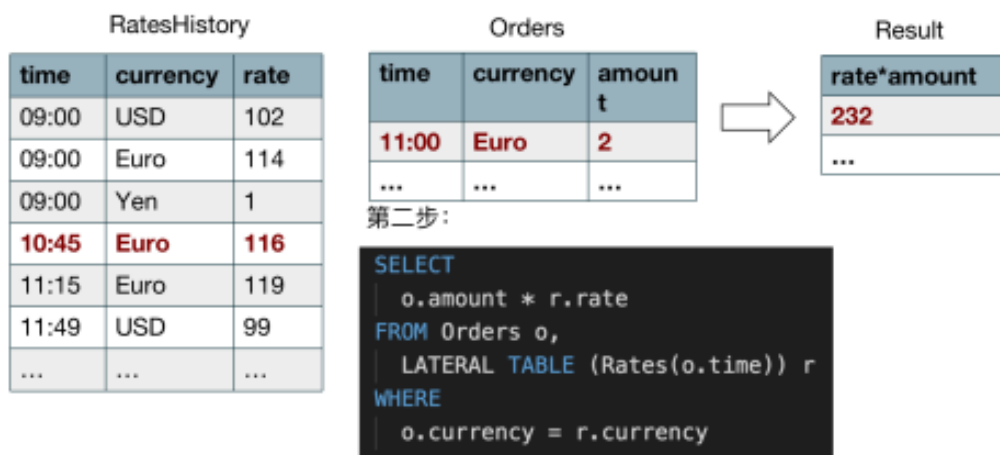 RatesHistory
time currency rate
09:00 USD 102
09:00 Euro 114
09:00 Yen 1
10:45 Euro 116
11:15 Euro 119
11:49 USD 99
... ... ...
Orders
time currency amoun
t
11:00 Euro 2
... ... ...
Result
rate*amount
232
...
第二步:
SELECT
o.amount * r.rate
FROM Orders o,
LATERAL TABLE (Rates(o.time)) r
WHERE
o.currency = r.currency